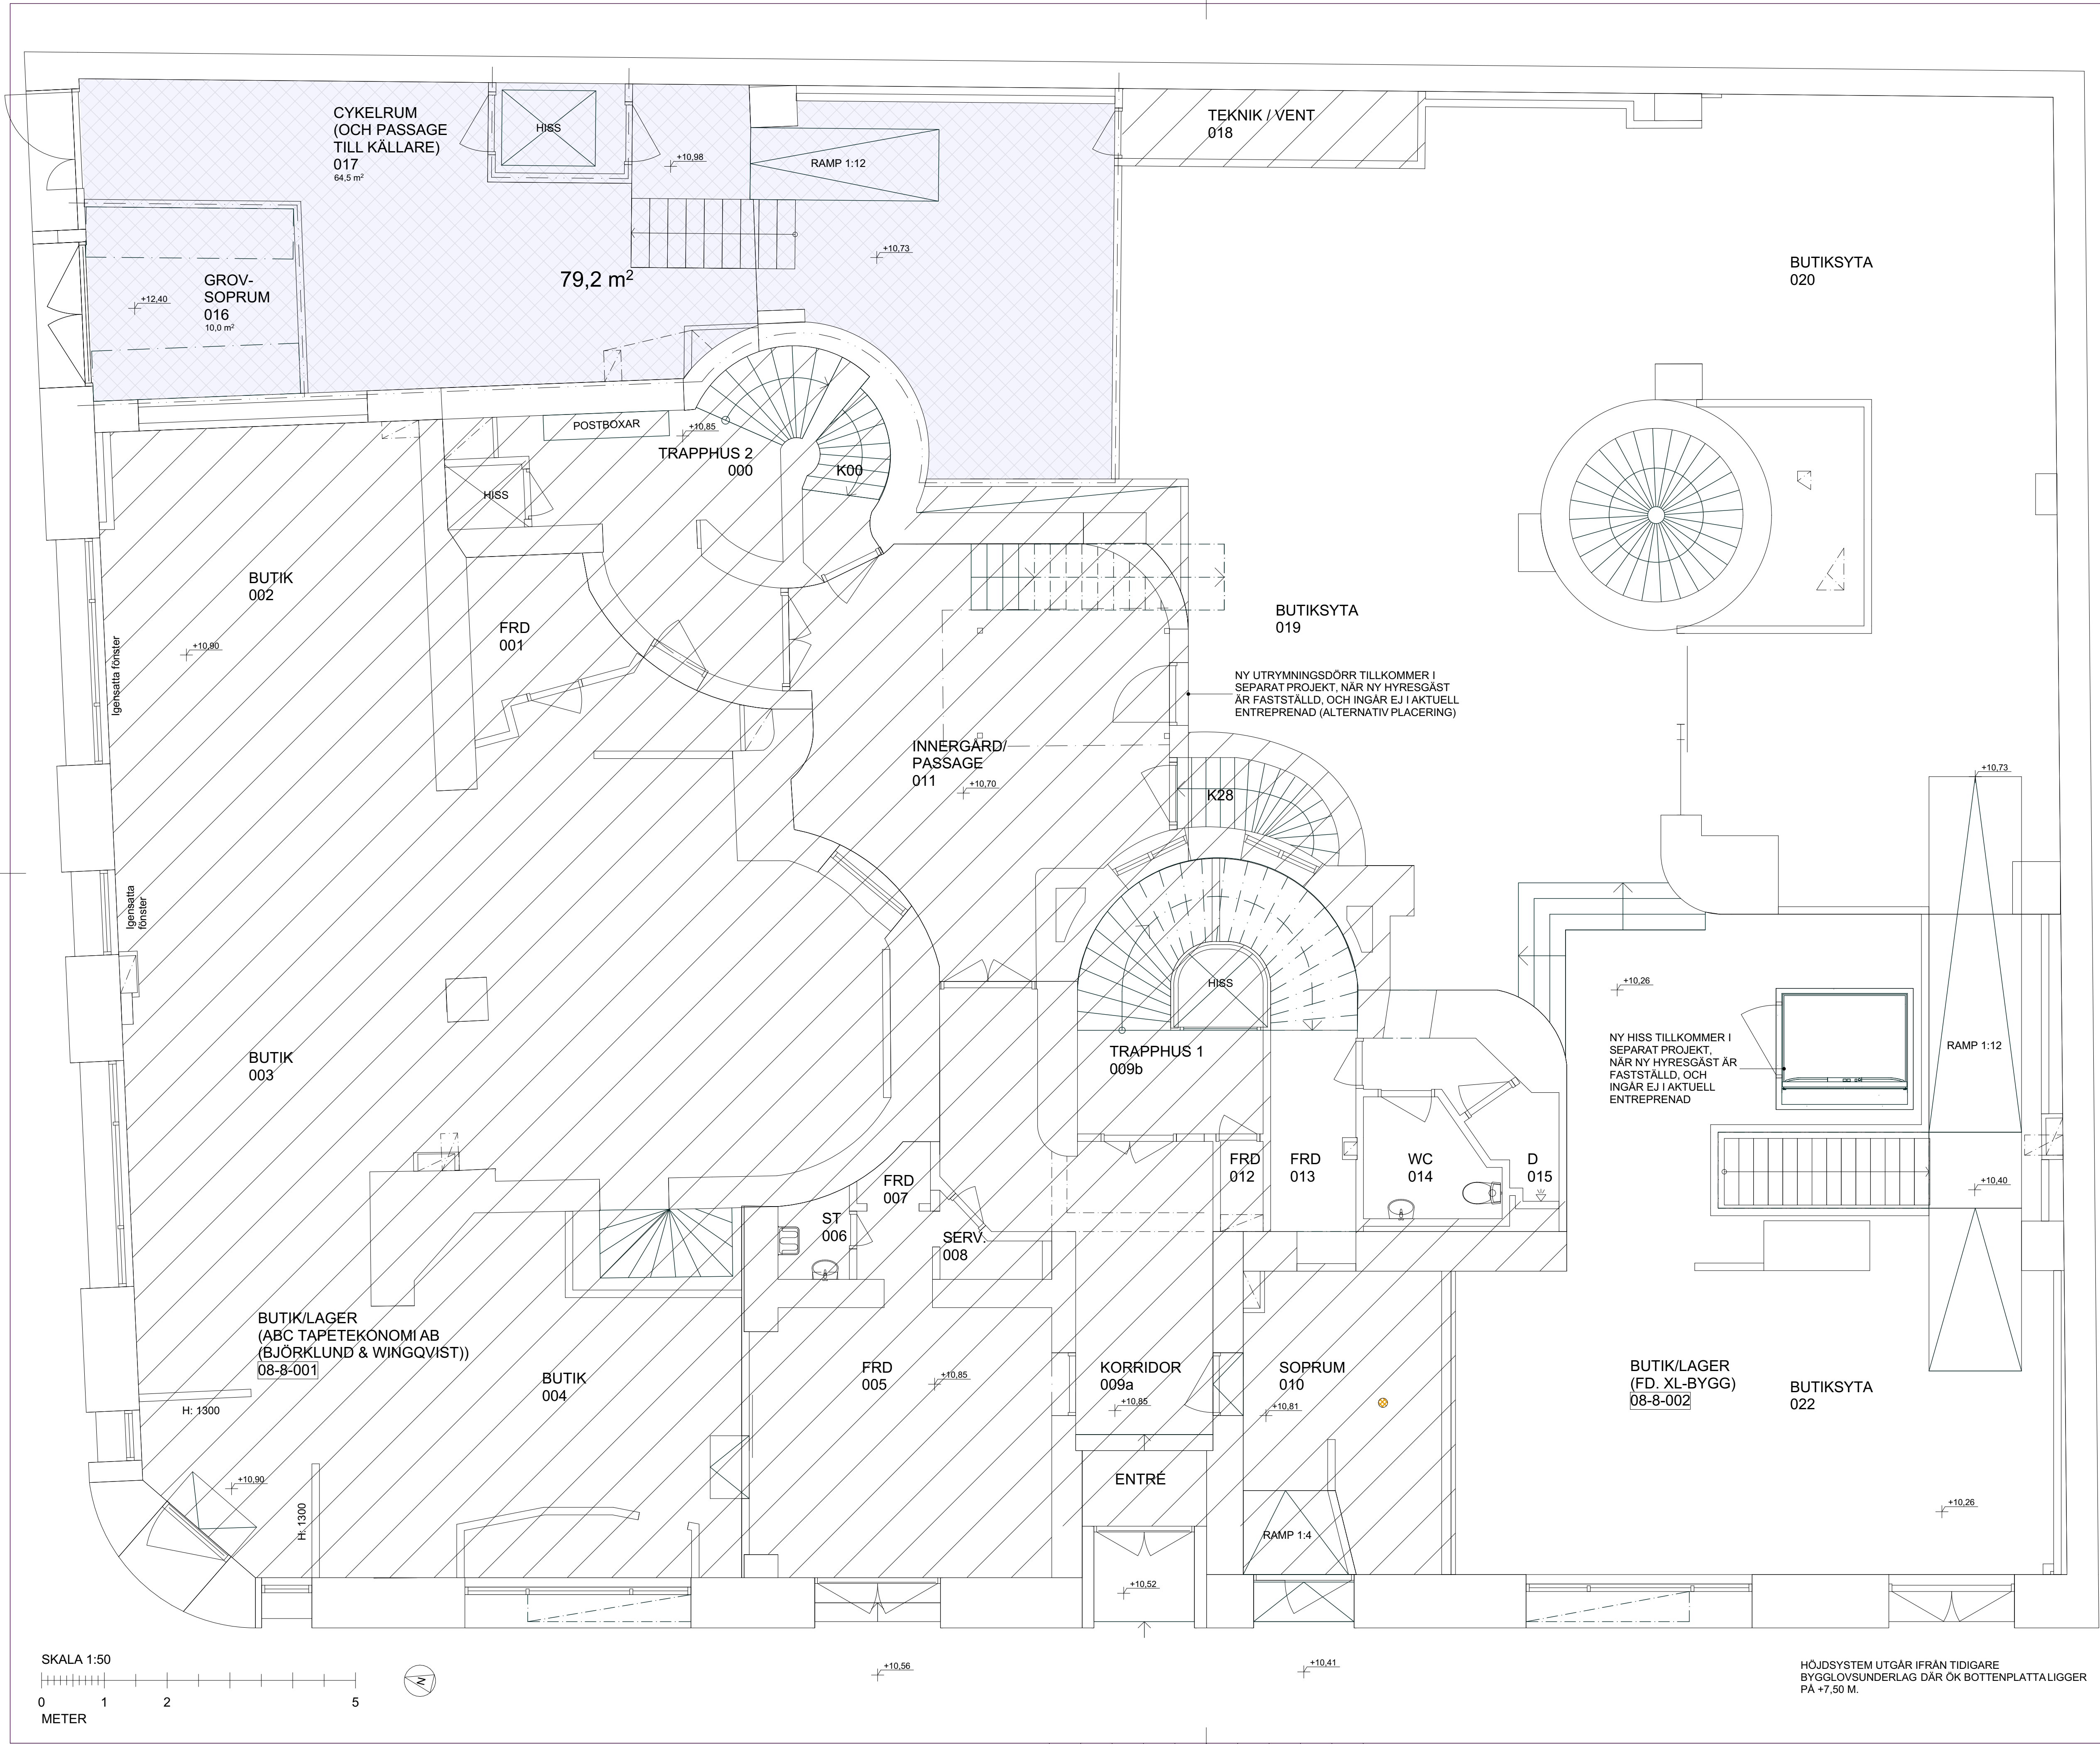 CYKELRUM
(OCH PASSAGE
TILL KÄLLARE)
017
64,5 m²
HISS
+10,98
RAMP 1:12
TEKNIK / VENT
018
+10,73
79,2 m²
GROV-
SOPRUM
016
10,0 m²
+12,40
BUTIKSYTA
020
POSTBOXAR
+10,85
TRAPPHUS 2
000
K00
HISS
BUTIK
002
+10,90
Igensatta fönster
FRD
001
BUTIKSYTA
019
NY UTRYMNINGSDÖRR TILLKOMMER I
SEPARAT PROJEKT, NÄR NY HYRESGÄST
ÄR FASTSTÄLLD, OCH INGÅR EJ I AKTUELL
ENTREPRENAD (ALTERNATIV PLACERING)
INNERGÅRD/
PASSAGE
011
+10,70
K28
+10,73
Igensatta
fönster
HISS
+10,26
BUTIK
003
TRAPPHUS 1
009b
NY HISS TILLKOMMER I
SEPARAT PROJEKT,
NÄR NY HYRESGÄST ÄR
FASTSTÄLLD, OCH
INGÅR EJ I AKTUELL
ENTREPRENAD
RAMP 1:12
FRD
007
FRD
012
FRD
013
WC
014
D
015
+10,40
ST
006
SERV.
008
BUTIK/LAGER
(ABC TAPETEKONOMI AB
(BJÖRKLUND & WINGQVIST))
08-8-001
BUTIK
004
FRD
005
+10,85
KORRIDOR
009a
+10,85
SOPRUM
010
+10,81
BUTIK/LAGER
(FD. XL-BYGG)
08-8-002
BUTIKSYTA
022
H: 1300
+10,90
H: 1300
ENTRÉ
RAMP 1:4
+10,26
+10,52
SKALA 1:50
0 1 2 5
METER
N
+10,56
+10,41
HÖJDSYSTEM UTGÅR IFRÅN TIDIGARE
BYGGLOVSUNDERLAG DÄR ÖK BOTTENPLATTA LIGGER
PÅ +7,50 M.